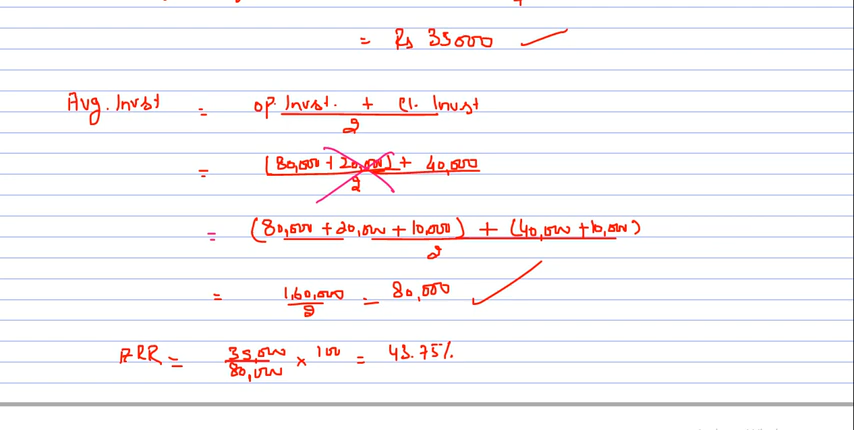 = Rs 35000 ✓
Avg. Invst = op. Invst. + Cl. Invst / 2
= (80,000 + 20,000) + 40,000 / 2
= (80,000 + 20,000 + 10,000) + (40,000 + 10,000) / 2
= 1,60,000 / 2 = 80,000 ✓
ARR = 35,000 / 80,000 × 100 = 43.75%